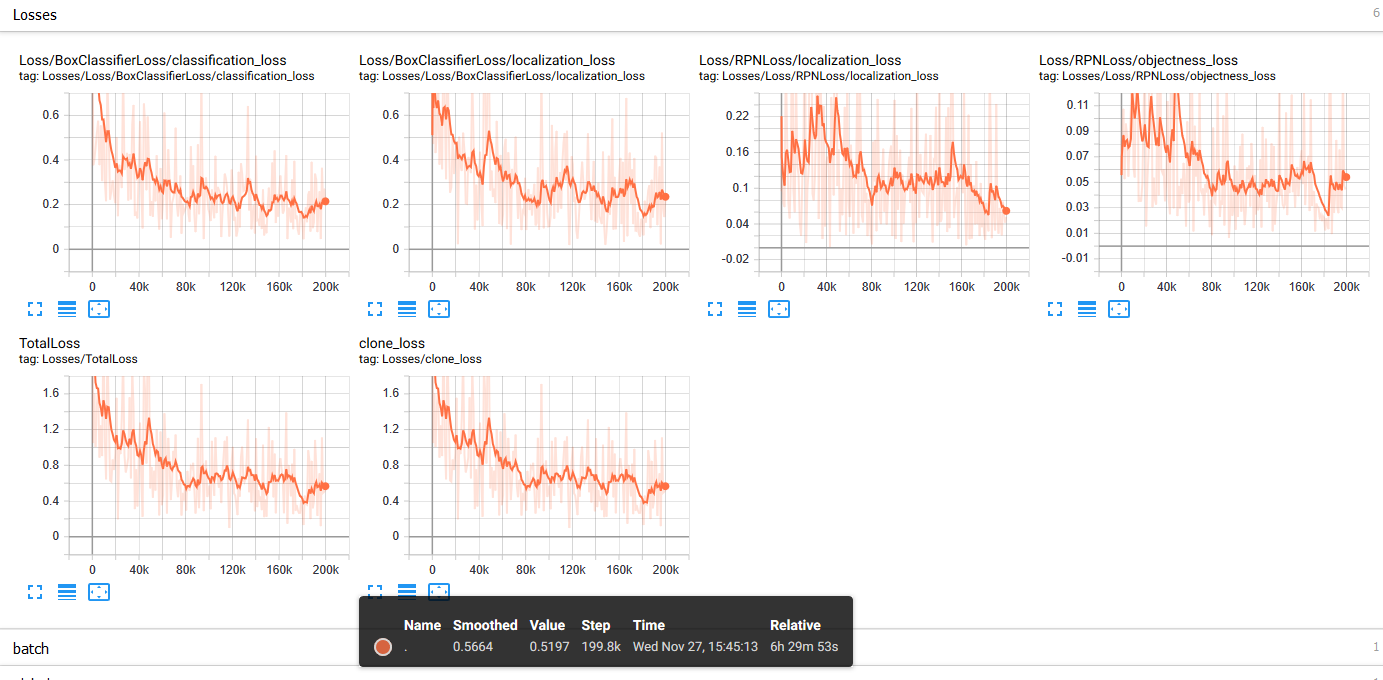 Losses 6
Loss/BoxClassifierLoss/classification_loss
tag: Losses/Loss/BoxClassifierLoss/classification_loss
0.6
0.4
0.2
0
0 40k 80k 120k 160k 200k
Loss/BoxClassifierLoss/localization_loss
tag: Losses/Loss/BoxClassifierLoss/localization_loss
0.6
0.4
0.2
0
0 40k 80k 120k 160k 200k
Loss/RPNLoss/localization_loss
tag: Losses/Loss/RPNLoss/localization_loss
0.22
0.16
0.1
0.04
-0.02
0 40k 80k 120k 160k 200k
Loss/RPNLoss/objectness_loss
tag: Losses/Loss/RPNLoss/objectness_loss
0.11
0.09
0.07
0.05
0.03
0.01
-0.01
0 40k 80k 120k 160k 200k
TotalLoss
tag: Losses/TotalLoss
1.6
1.2
0.8
0.4
0
0 40k 80k 120k 160k 200k
clone_loss
tag: Losses/clone_loss
1.6
1.2
0.8
0.4
0
0 40k 80k 120k 160k 200k
Name Smoothed Value Step Time Relative
. 0.5664 0.5197 199.8k Wed Nov 27, 15:45:13 6h 29m 53s
batch 1